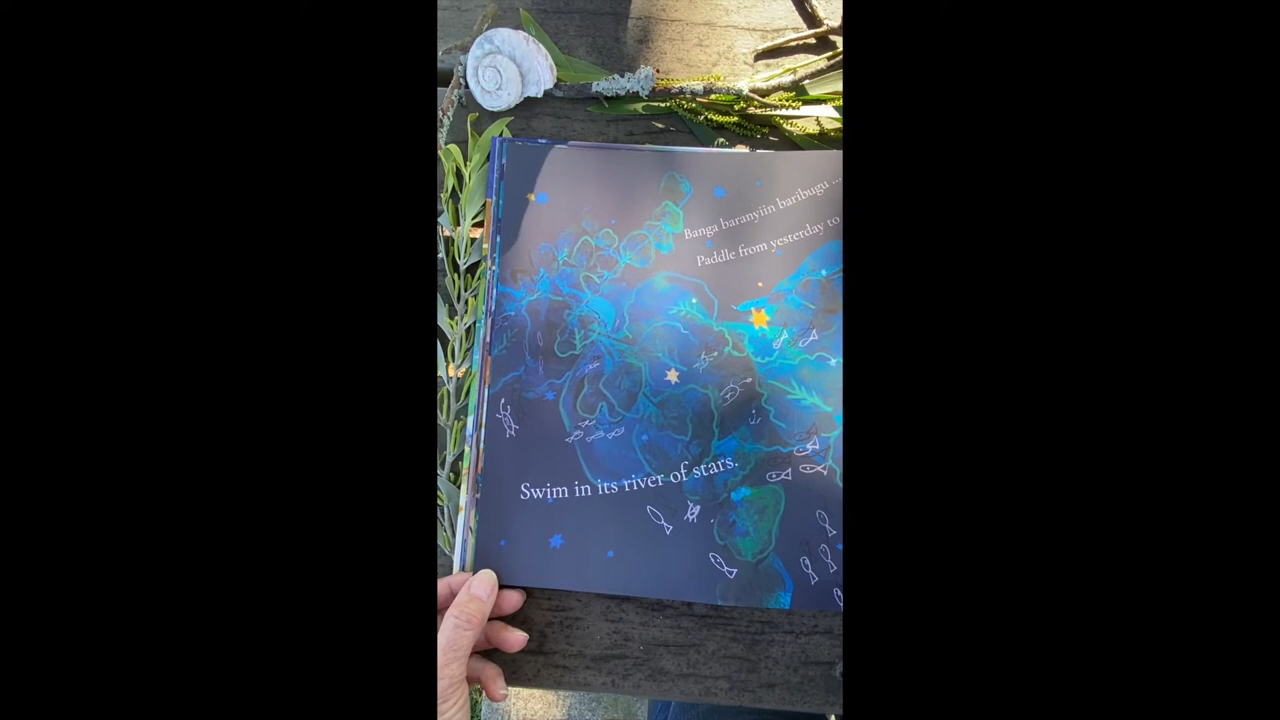 Banga baranyiin baribugu ...
Paddle from yesterday to
Swim in its river of stars.